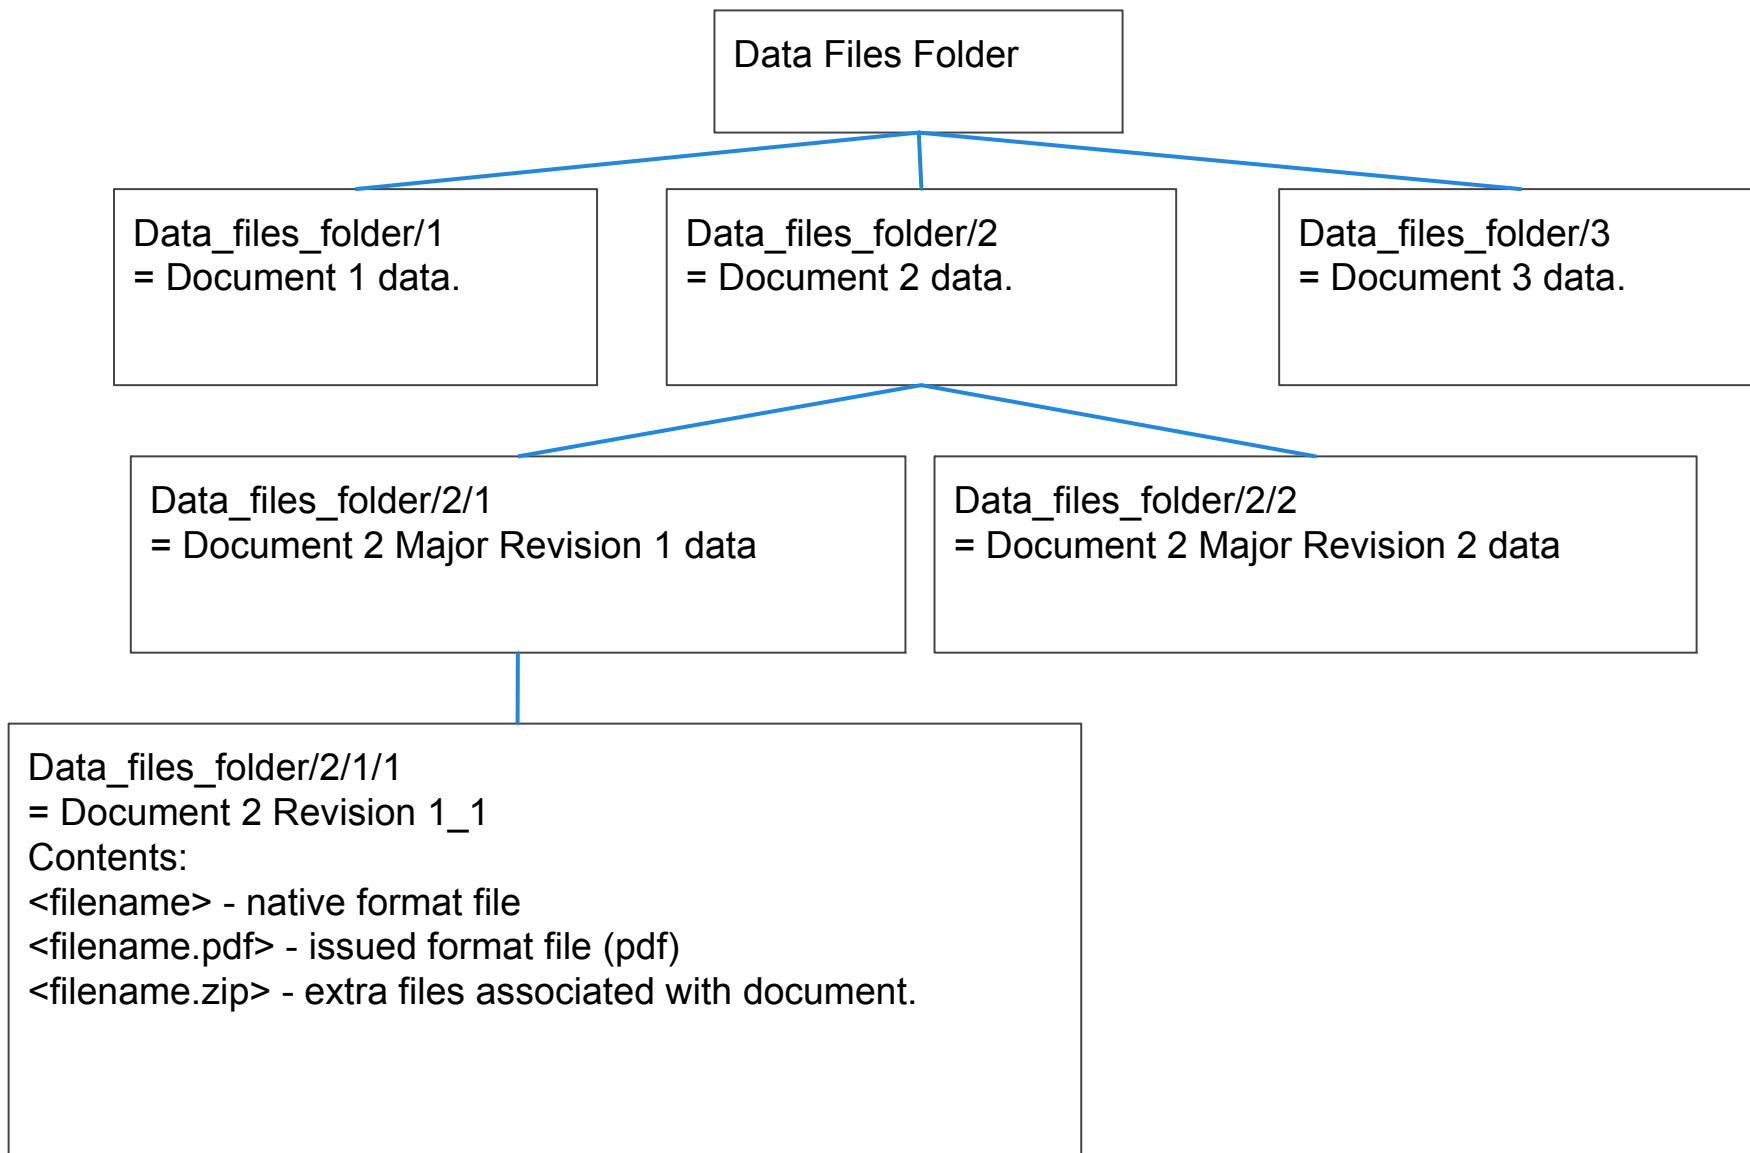 Data Files Folder
Data_files_folder/1
= Document 1 data.
Data_files_folder/2
= Document 2 data.
Data_files_folder/3
= Document 3 data.
Data_files_folder/2/1
= Document 2 Major Revision 1 data
Data_files_folder/2/2
= Document 2 Major Revision 2 data
Data_files_folder/2/1/1
= Document 2 Revision 1_1
Contents:
<filename> - native format file
<filename.pdf> - issued format file (pdf)
<filename.zip> - extra files associated with document.